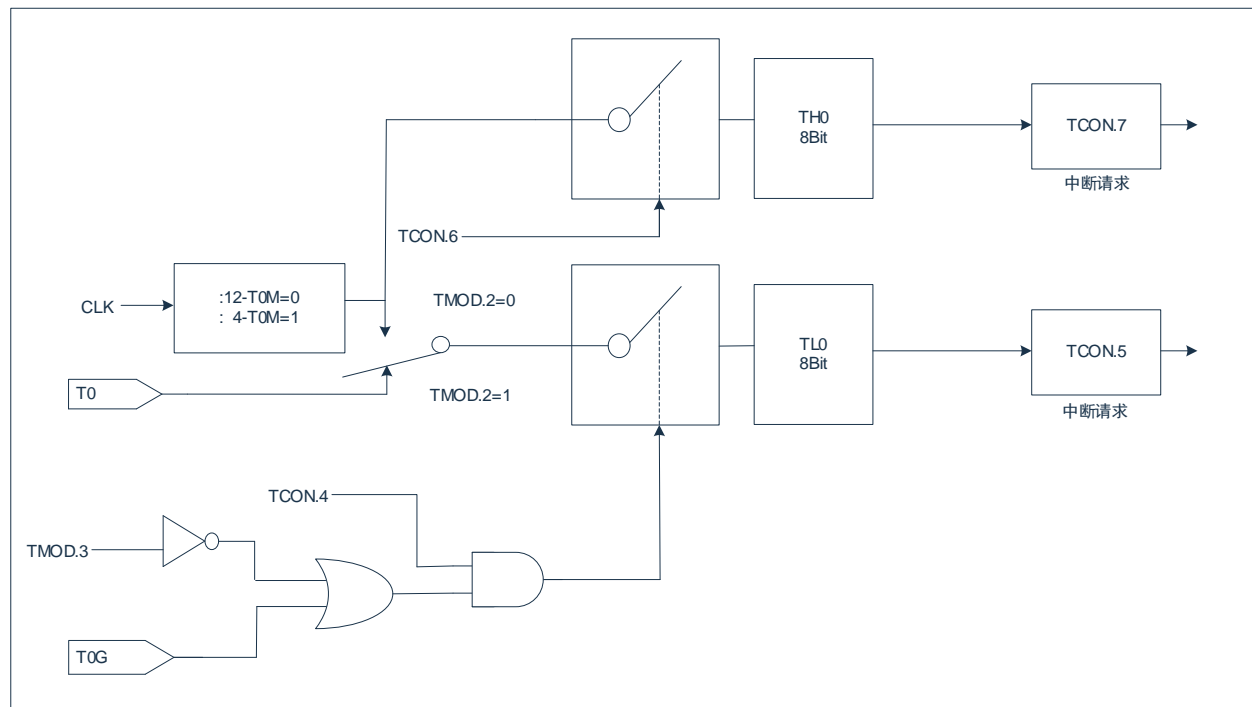 TH0
8Bit
TCON.7
中断请求
TCON.6
CLK
:12-T0M=0
: 4-T0M=1
TMOD.2=0
TL0
8Bit
TCON.5
T0
TMOD.2=1
中断请求
TCON.4
TMOD.3
T0G